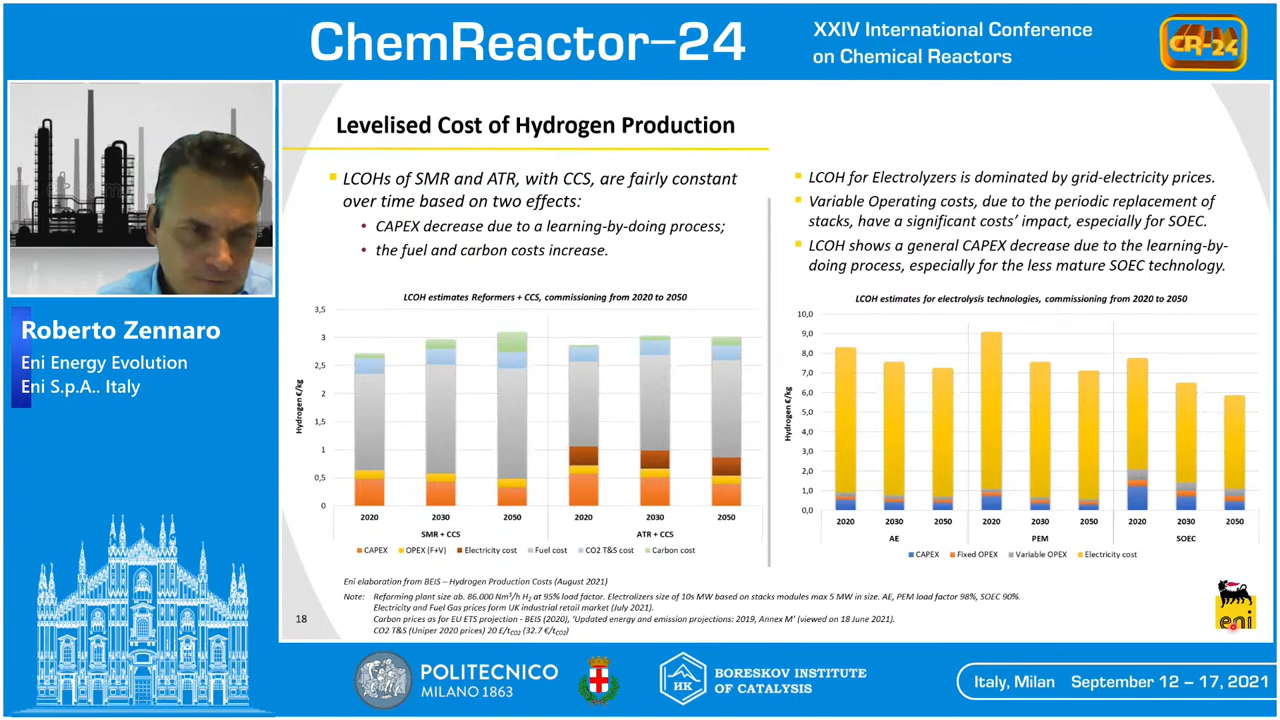 ChemReactor–24
XXIV International Conference
on Chemical Reactors
CR-24
Roberto Zennaro
Eni Energy Evolution
Eni S.p.A.. Italy
Levelised Cost of Hydrogen Production
LCOHs of SMR and ATR, with CCS, are fairly constant
over time based on two effects:
• CAPEX decrease due to a learning-by-doing process;
• the fuel and carbon costs increase.
LCOH for Electrolyzers is dominated by grid-electricity prices.
Variable Operating costs, due to the periodic replacement of
stacks, have a significant costs' impact, especially for SOEC.
LCOH shows a general CAPEX decrease due to the learning-by-
doing process, especially for the less mature SOEC technology.
LCOH estimates Reformers + CCS, commissioning from 2020 to 2050
Hydrogen €/kg
3,5
3
2,5
2
1,5
1
0,5
0
2020 2030 2050 2020 2030 2050
SMR + CCS ATR + CCS
CAPEX OPEX (F+V) Electricity cost Fuel cost CO2 T&S cost Carbon cost
LCOH estimates for electrolysis technologies, commissioning from 2020 to 2050
Hydrogen €/kg
10,0
9,0
8,0
7,0
6,0
5,0
4,0
3,0
2,0
1,0
0,0
2020 2030 2050 2020 2030 2050 2020 2030 2050
AE PEM SOEC
CAPEX Fixed OPEX Variable OPEX Electricity cost
Eni elaboration from BEIS – Hydrogen Production Costs (August 2021)
Note: Reforming plant size ab. 86.000 Nm³/h H₂ at 95% load factor. Electrolizers size of 10s MW based on stacks modules max 5 MW in size. AE, PEM load factor 98%, SOEC 90%.
Electricity and Fuel Gas prices form UK industrial retail market (July 2021).
Carbon prices as for EU ETS projection - BEIS (2020), 'Updated energy and emission projections: 2019, Annex M' (viewed on 18 June 2021).
CO2 T&S (Uniper 2020 prices) 20 £/tCO2 (32.7 €/tCO2)
18
eni
POLITECNICO
MILANO 1863
НК
BORESKOV INSTITUTE
OF CATALYSIS
Italy, Milan September 12 – 17, 2021